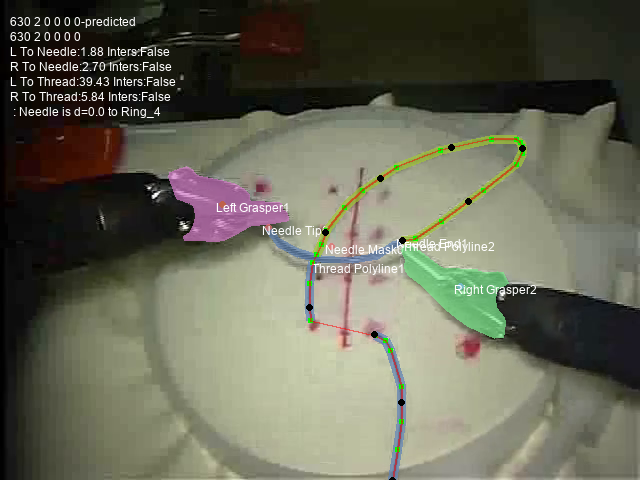 630 2 0 0 0 0-predicted
630 2 0 0 0 0
L To Needle:1.88 Inters:False
R To Needle:2.70 Inters:False
L To Thread:39.43 Inters:False
R To Thread:5.84 Inters:False
: Needle is d=0.0 to Ring_4
Left Grasper1
Needle Tip
Needle End1
Thread Polyline2
Needle Mask0
Thread Polyline1
Right Grasper2